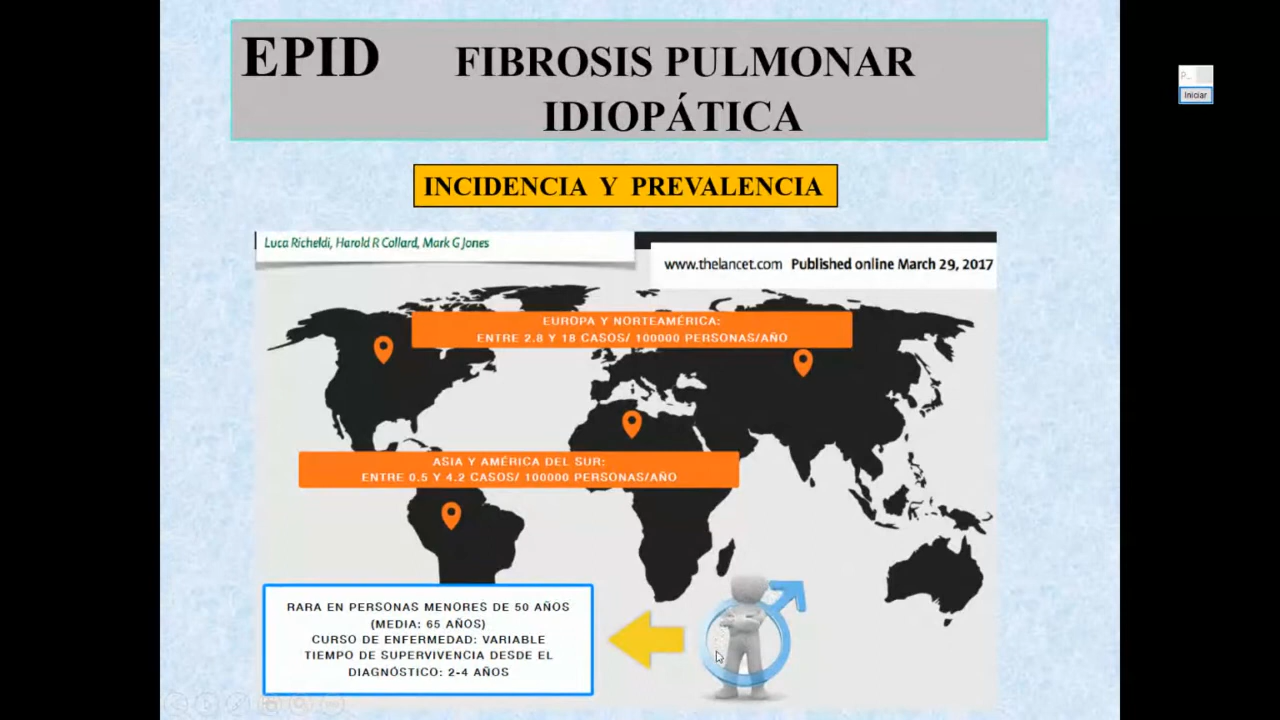 EPID FIBROSIS PULMONAR
IDIOPÁTICA
INCIDENCIA Y PREVALENCIA
Luca Richeldi, Harold R Collard, Mark G Jones
www.thelancet.com Published online March 29, 2017
EUROPA Y NORTEAMÉRICA:
ENTRE 2.8 Y 18 CASOS/ 100000 PERSONAS/AÑO
ASIA Y AMÉRICA DEL SUR:
ENTRE 0.5 Y 4.2 CASOS/ 100000 PERSONAS/AÑO
RARA EN PERSONAS MENORES DE 50 AÑOS
(MEDIA: 65 AÑOS)
CURSO DE ENFERMEDAD: VARIABLE
TIEMPO DE SUPERVIVENCIA DESDE EL
DIAGNÓSTICO: 2-4 AÑOS
P...
Iniciar